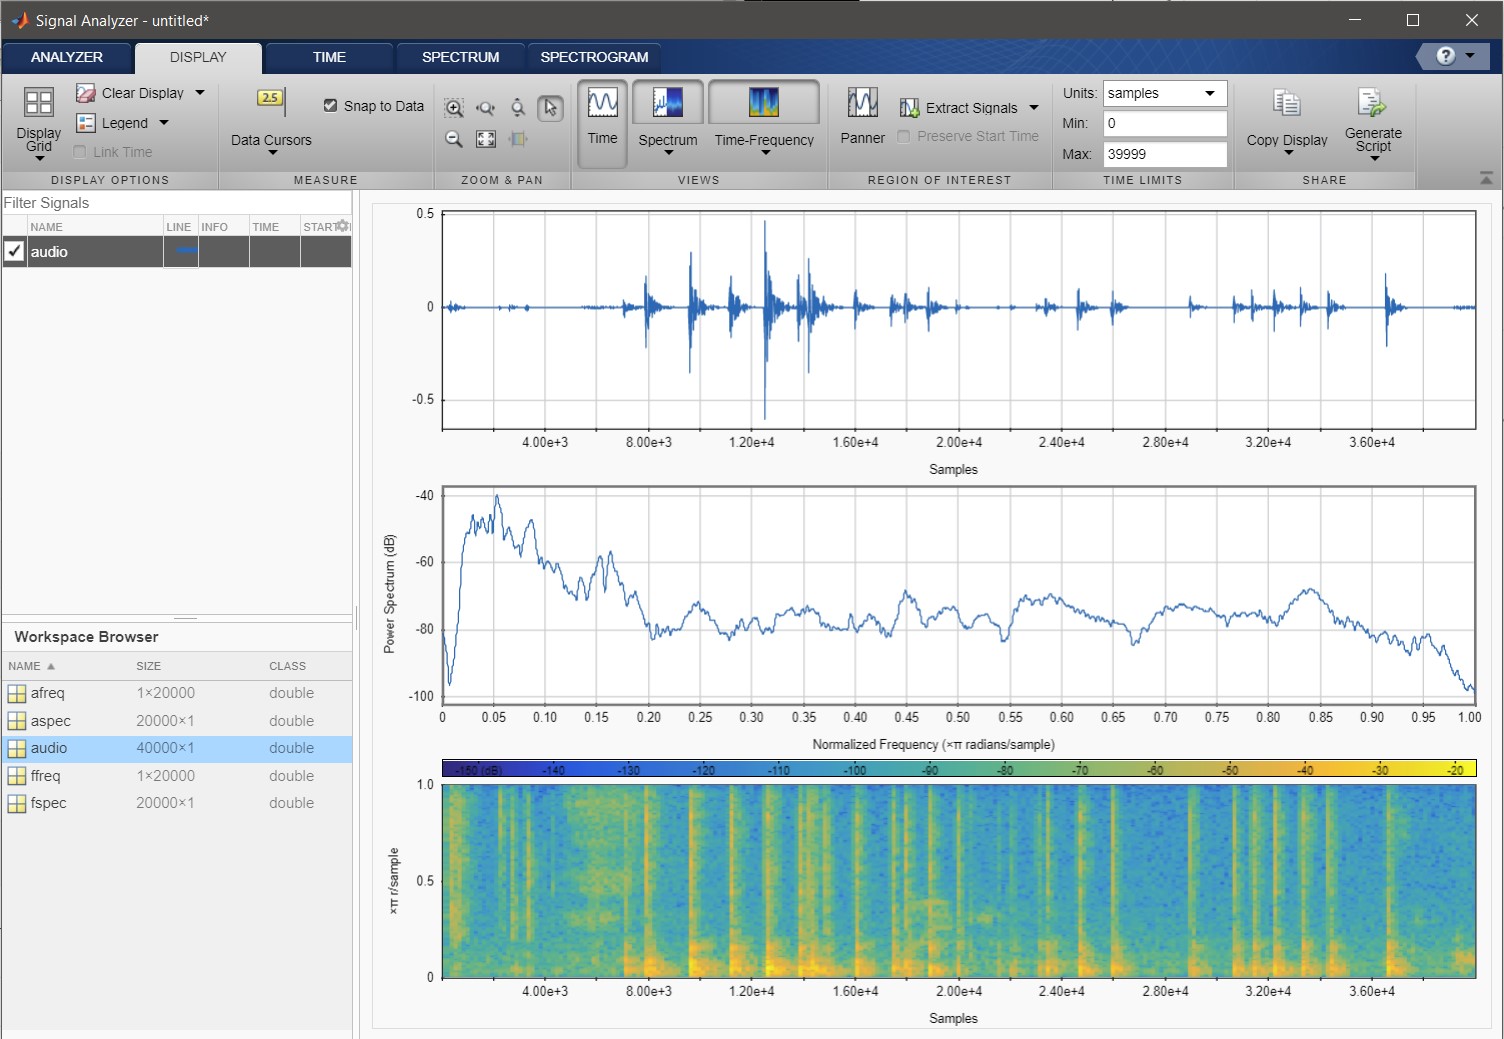 Signal Analyzer - untitled*
ANALYZER DISPLAY TIME SPECTRUM SPECTROGRAM ?
Display Grid
Clear Display
Legend
Link Time
DISPLAY OPTIONS
2.5
Data Cursors
Snap to Data
MEASURE
ZOOM & PAN
Time Spectrum Time-Frequency
VIEWS
Panner
Extract Signals
Preserve Start Time
REGION OF INTEREST
Units: samples
Min: 0
Max: 39999
TIME LIMITS
Copy Display
Generate Script
SHARE
Filter Signals
NAME LINE INFO TIME START
audio
Workspace Browser
NAME SIZE CLASS
afreq 1×20000 double
aspec 20000×1 double
audio 40000×1 double
ffreq 1×20000 double
fspec 20000×1 double
0.5
0
-0.5
4.00e+3 8.00e+3 1.20e+4 1.60e+4 2.00e+4 2.40e+4 2.80e+4 3.20e+4 3.60e+4
Samples
Power Spectrum (dB)
-40
-60
-80
-100
0 0.05 0.10 0.15 0.20 0.25 0.30 0.35 0.40 0.45 0.50 0.55 0.60 0.65 0.70 0.75 0.80 0.85 0.90 0.95 1.00
Normalized Frequency (×π radians/sample)
-150 (dB) -140 -130 -120 -110 -100 -90 -80 -70 -60 -50 -40 -30 -20
×π r/sample
1.0
0.5
0
4.00e+3 8.00e+3 1.20e+4 1.60e+4 2.00e+4 2.40e+4 2.80e+4 3.20e+4 3.60e+4
Samples